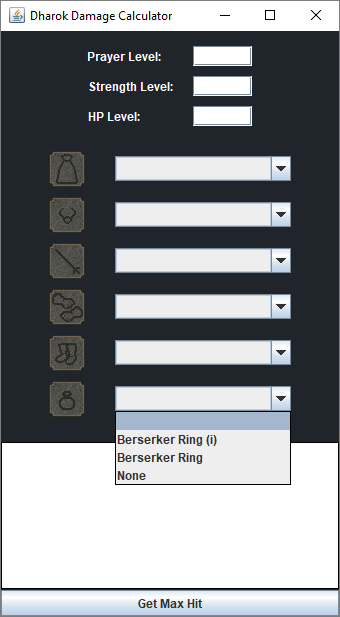 Dharok Damage Calculator
Prayer Level:
Strength Level:
HP Level:
Berserker Ring (i)
Berserker Ring
None
Get Max Hit